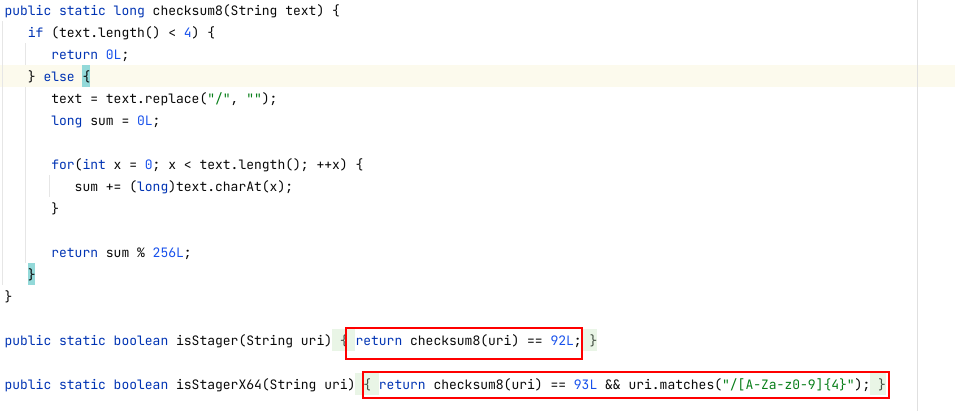 public static long checksum8(String text) {
if (text.length() < 4) {
return 0L;
} else {
text = text.replace("/", "");
long sum = 0L;
for(int x = 0; x < text.length(); ++x) {
sum += (long)text.charAt(x);
}
return sum % 256L;
}
}
public static boolean isStager(String uri) { return checksum8(uri) == 92L; }
public static boolean isStagerX64(String uri) { return checksum8(uri) == 93L && uri.matches("/[A-Za-z0-9]{4}"); }